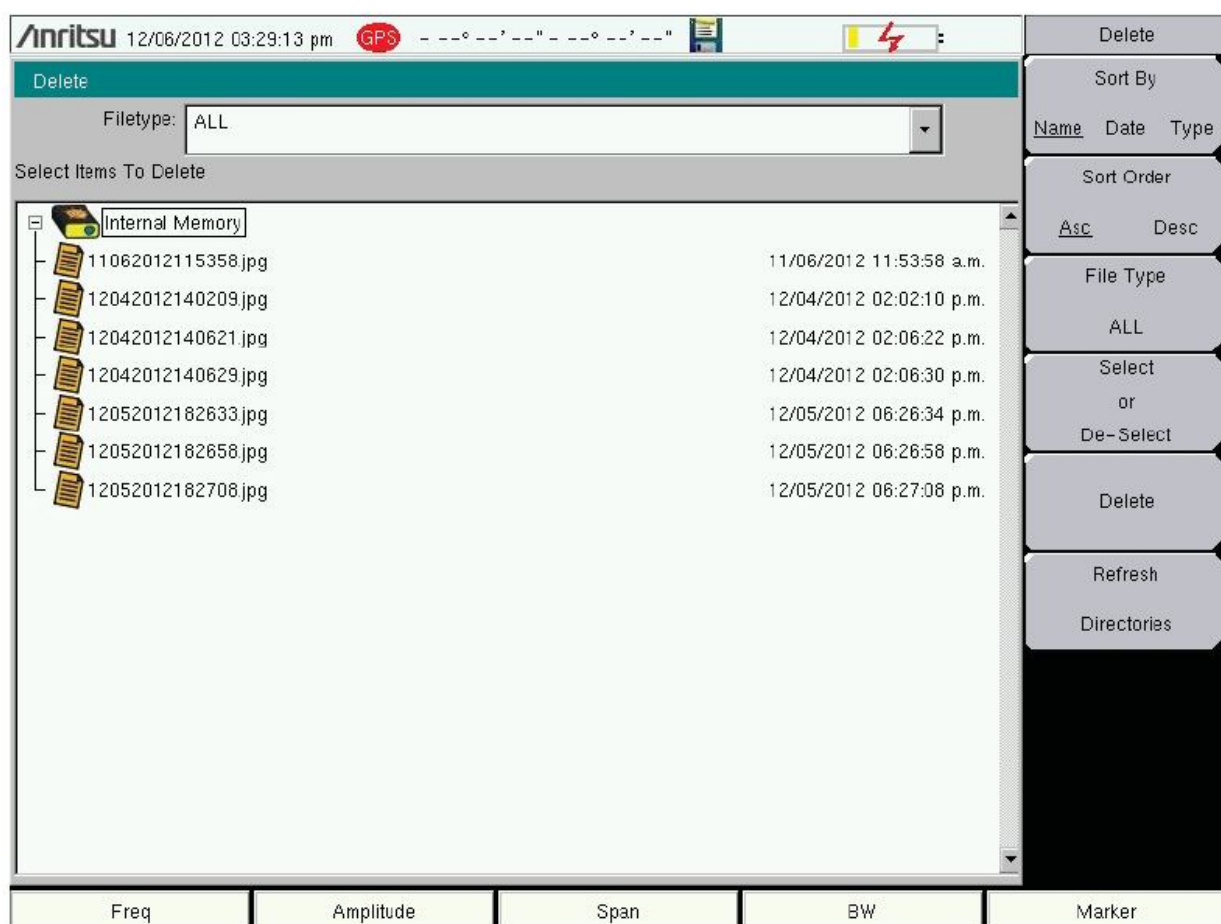 Anritsu 12/06/2012 03:29:13 pm GPS - --° --' --" - --° --' --"
Delete
Filetype: ALL
Select Items To Delete
Internal Memory
11062012115358.jpg 11/06/2012 11:53:58 a.m.
12042012140209.jpg 12/04/2012 02:02:10 p.m.
12042012140621.jpg 12/04/2012 02:06:22 p.m.
12042012140629.jpg 12/04/2012 02:06:30 p.m.
12052012182633.jpg 12/05/2012 06:26:34 p.m.
12052012182658.jpg 12/05/2012 06:26:58 p.m.
12052012182708.jpg 12/05/2012 06:27:08 p.m.
Delete
Sort By
Name Date Type
Sort Order
Asc Desc
File Type
ALL
Select
or
De-Select
Delete
Refresh
Directories
Freq Amplitude Span BW Marker